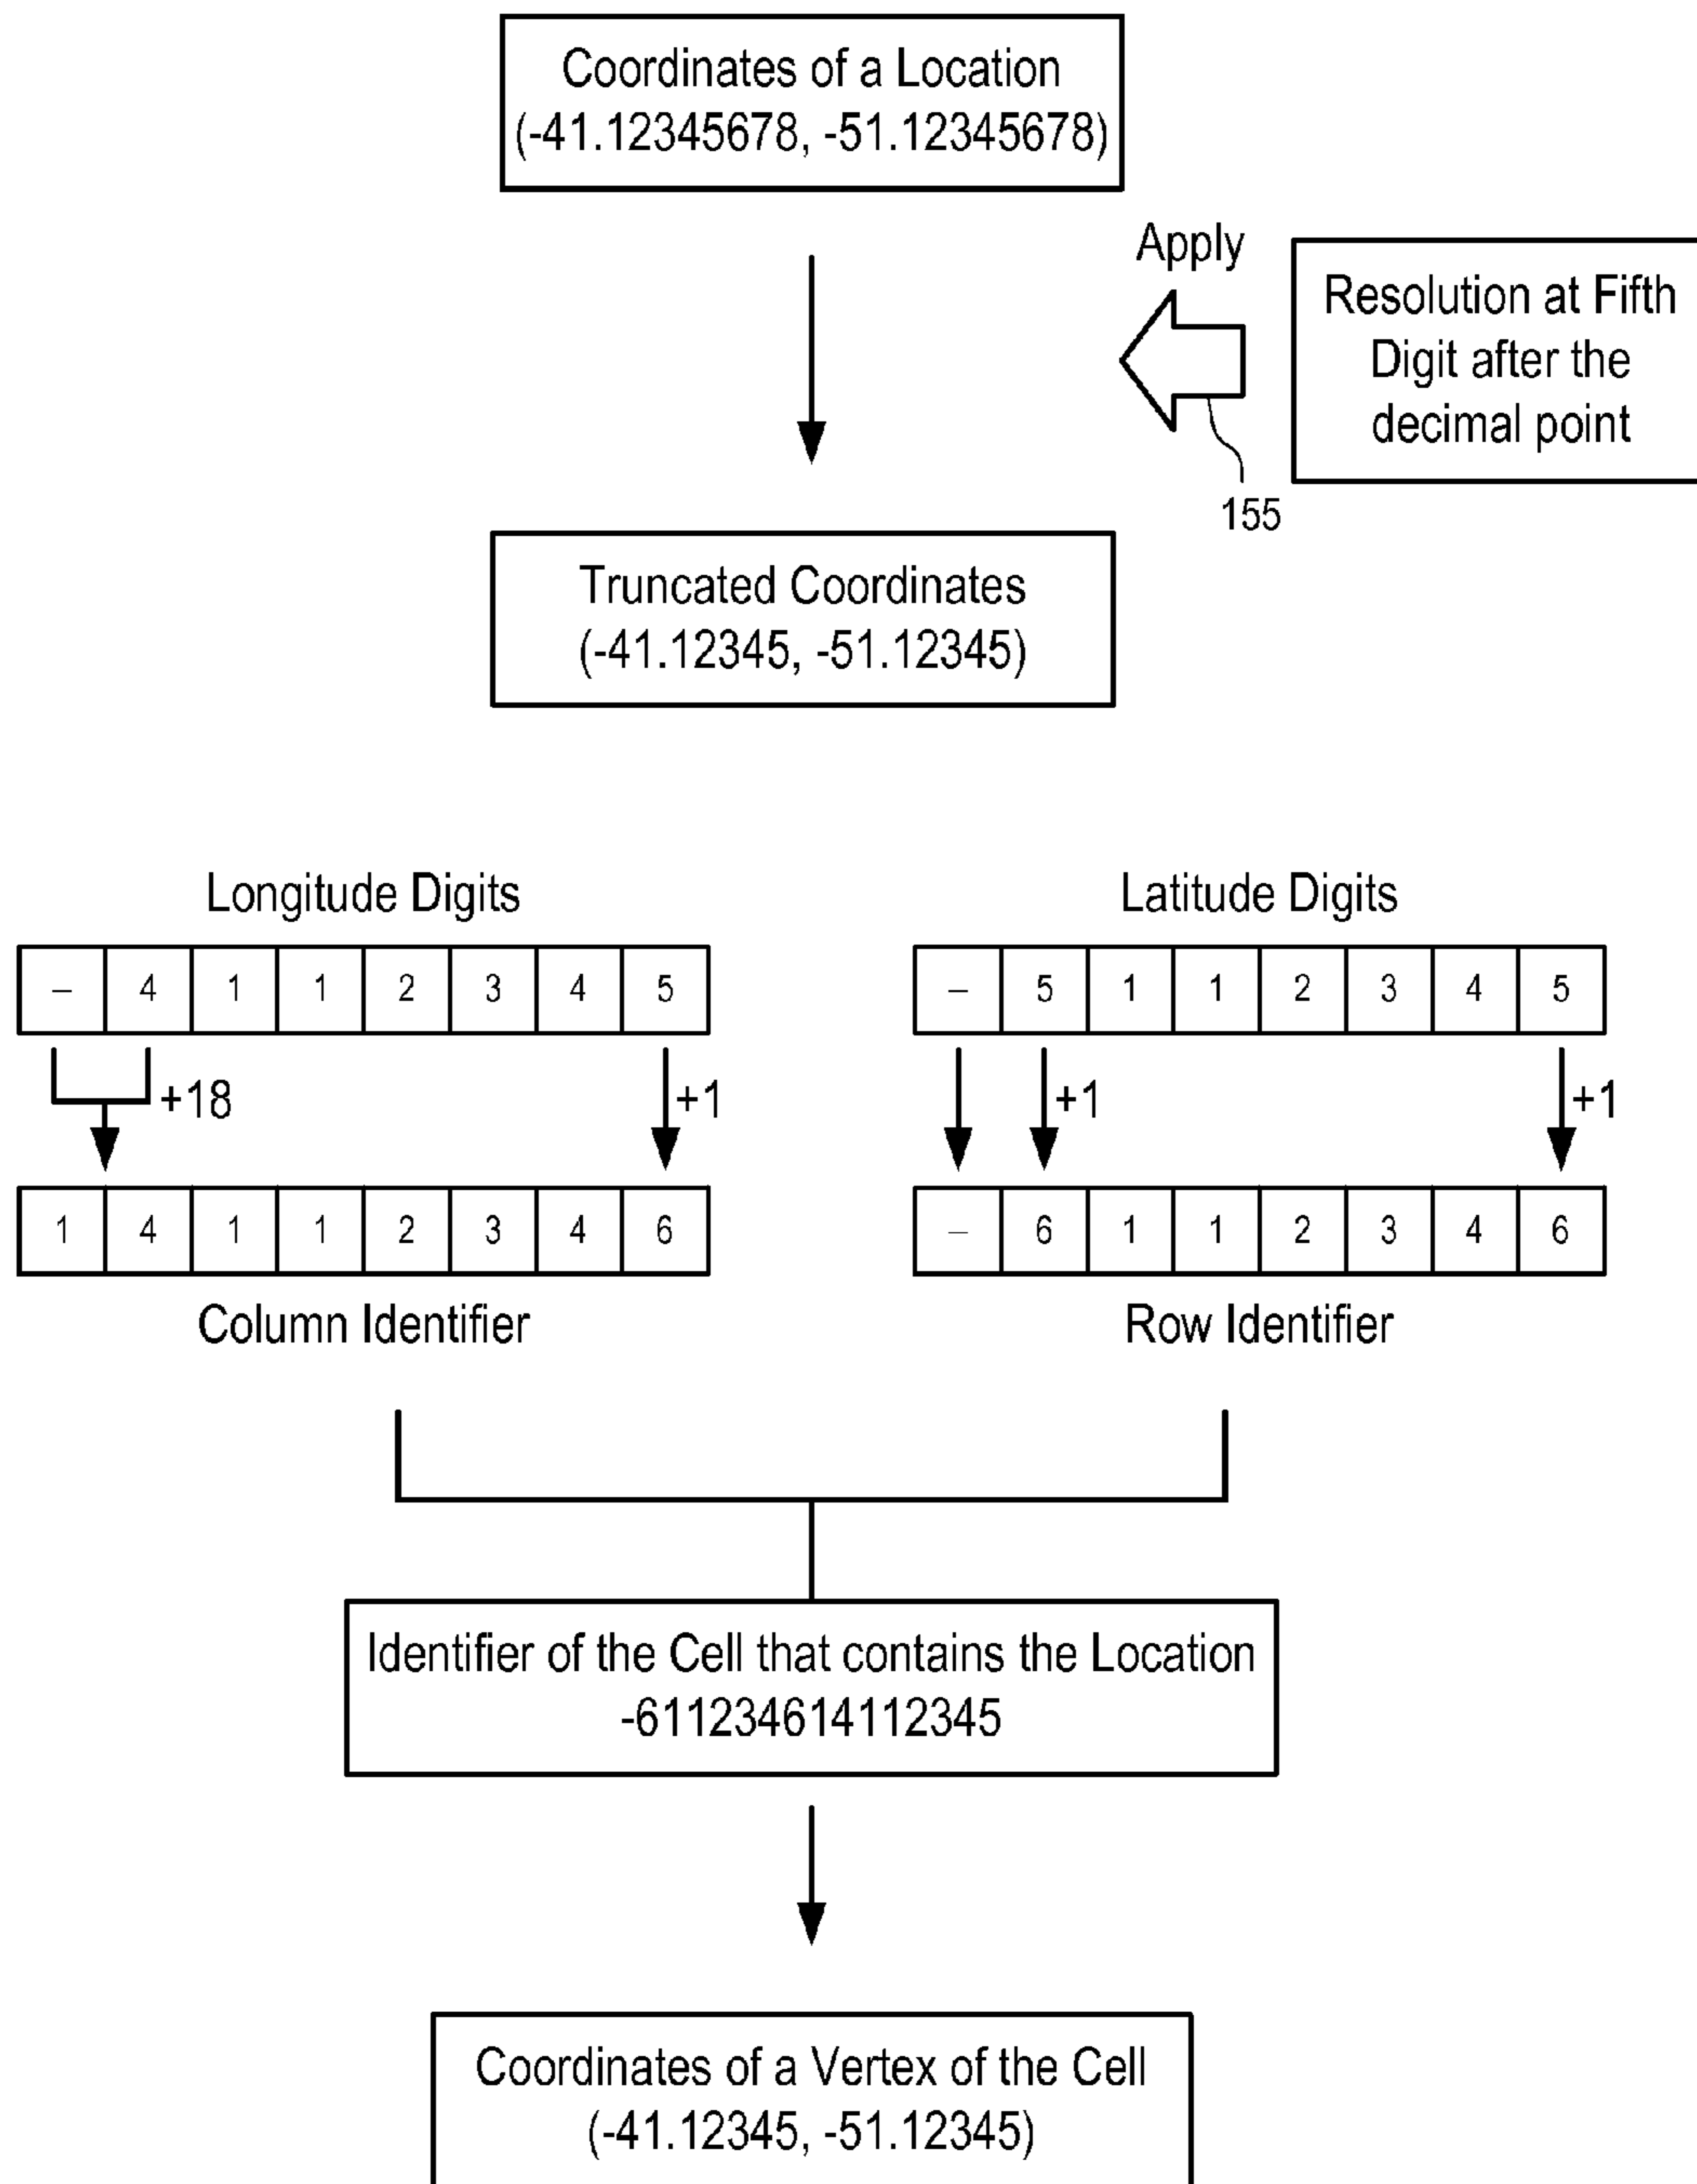 Coordinates of a Location
(-41.12345678, -51.12345678)
Apply
Resolution at Fifth
Digit after the
decimal point
155
Truncated Coordinates
(-41.12345, -51.12345)
Longitude Digits
– 4 1 1 2 3 4 5
+18
+1
1 4 1 1 2 3 4 6
Column Identifier
Latitude Digits
– 5 1 1 2 3 4 5
+1
+1
– 6 1 1 2 3 4 6
Row Identifier
Identifier of the Cell that contains the Location
-611234614112345
Coordinates of a Vertex of the Cell
(-41.12345, -51.12345)